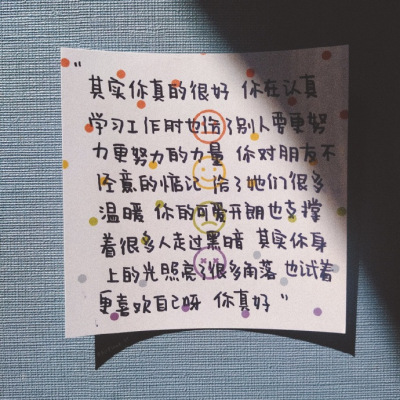 "
其实你真的很好 你在认真
学习工作时也给了别人要更努
力更努力的力量 你对朋友不
经意的惦记 给了她们很多
温暖 你的可爱开朗也支撑
着很多人走过黑暗 其实你身
上的光照亮了很多角落 也试着
更喜欢自己呀 你真好"